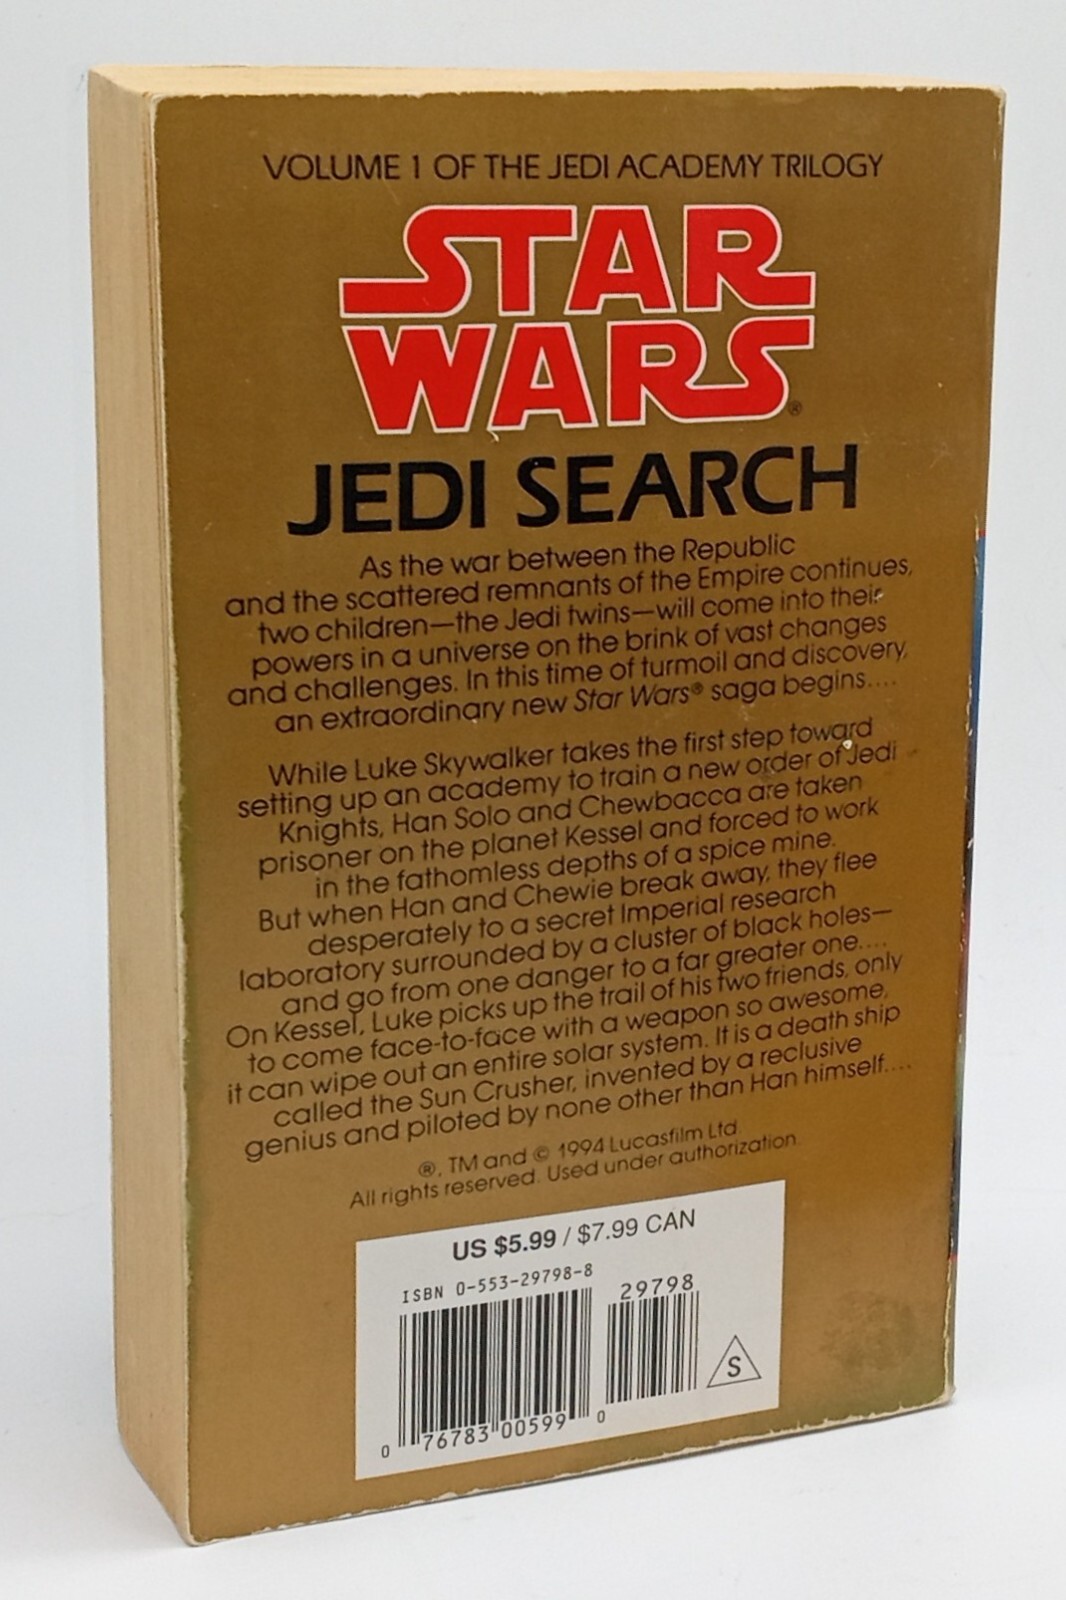 VOLUME 1 OF THE JEDI ACADEMY TRILOGY
STAR
WARS®
JEDI SEARCH
As the war between the Republic
and the scattered remnants of the Empire continues,
two children—the Jedi twins—will come into their
powers in a universe on the brink of vast changes
and challenges. In this time of turmoil and discovery,
an extraordinary new Star Wars® saga begins....
While Luke Skywalker takes the first step toward
setting up an academy to train a new order of Jedi
Knights, Han Solo and Chewbacca are taken
prisoner on the planet Kessel and forced to work
in the fathomless depths of a spice mine.
But when Han and Chewie break away, they flee
desperately to a secret Imperial research
laboratory surrounded by a cluster of black holes—
and go from one danger to a far greater one....
On Kessel, Luke picks up the trail of his two friends, only
to come face-to-face with a weapon so awesome,
it can wipe out an entire solar system. It is a death ship
called the Sun Crusher, invented by a reclusive
genius and piloted by none other than Han himself....
®, TM and © 1994 Lucasfilm Ltd
All rights reserved. Used under authorization.
US $5.99 / $7.99 CAN
ISBN 0-553-29798-8
29798
S
0 76783 00599 0